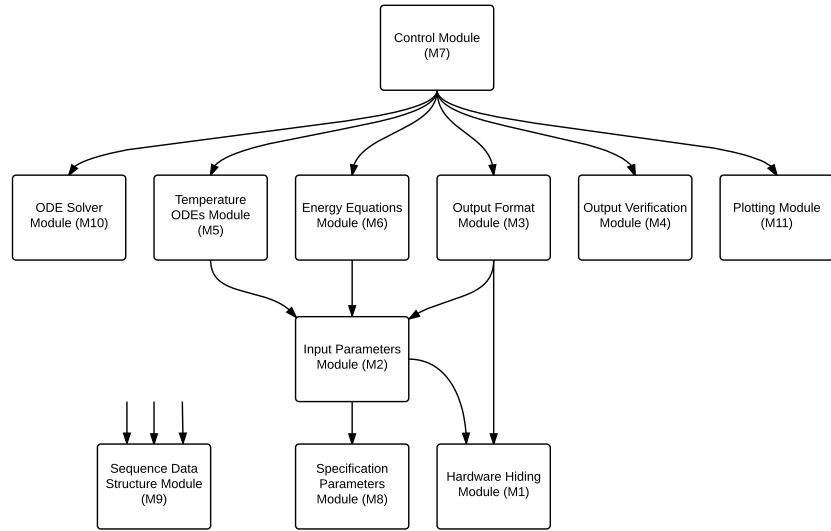 Control Module
(M7)
ODE Solver
Module (M10)
Temperature
ODEs Module
(M5)
Energy Equations
Module (M6)
Output Format
Module (M3)
Output Verification
Module (M4)
Plotting Module
(M11)
Input Parameters
Module (M2)
Sequence Data
Structure Module
(M9)
Specification
Parameters
Module (M8)
Hardware Hiding
Module (M1)